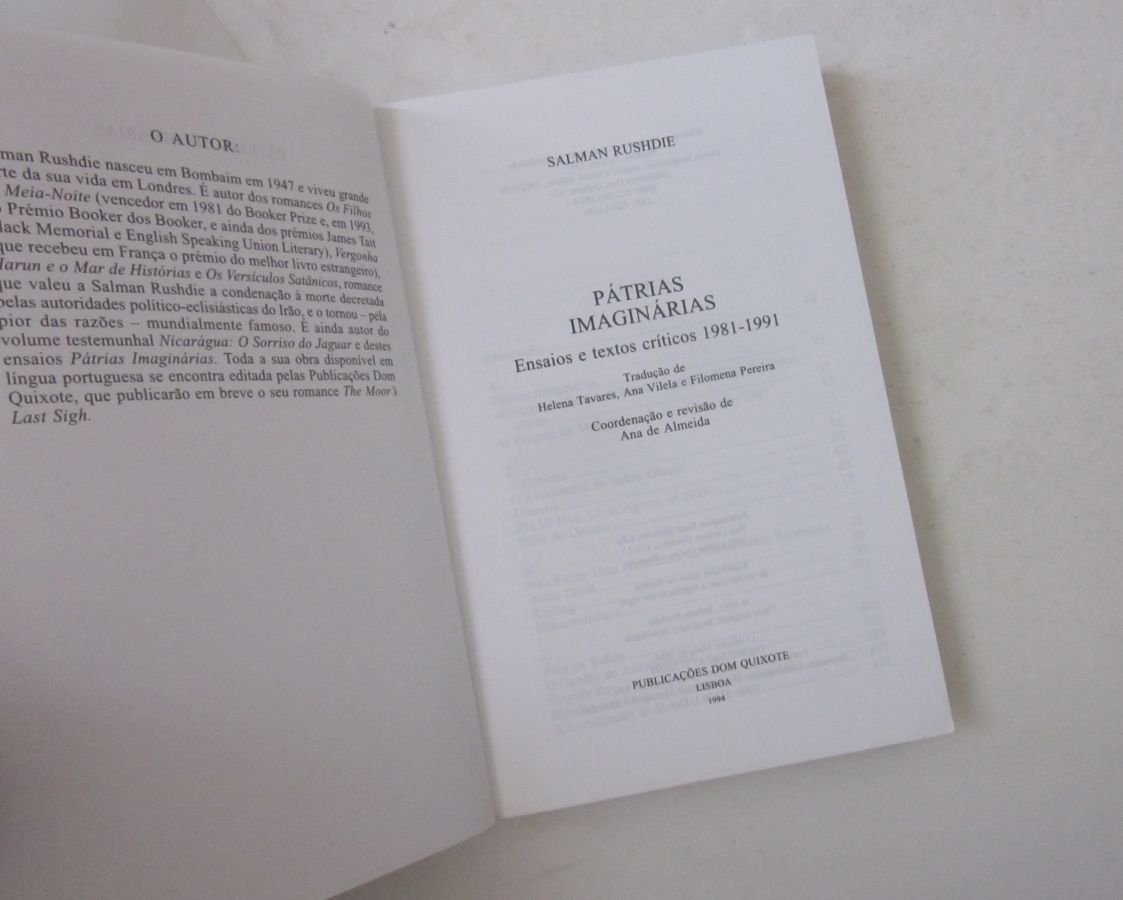 O AUTOR:
man Rushdie nasceu em Bombaim em 1947 e viveu grande
rte da sua vida em Londres. É autor dos romances Os Filhos
Meia-Noite (vencedor em 1981 do Booker Prize e, em 1993,
o Prémio Booker dos Booker, e ainda dos prémios James Tait
lack Memorial e English Speaking Union Literary), Vergonha
que recebeu em França o prémio do melhor livro estrangeiro),
Harun e o Mar de Histórias e Os Versículos Satânicos, romance
que valeu a Salman Rushdie a condenação à morte decretada
pelas autoridades político-eclisiásticas do Irão, e o tornou – pela
pior das razões – mundialmente famoso. É ainda autor do
volume testemunhal Nicarágua: O Sorriso do Jaguar e destes
ensaios Pátrias Imaginárias. Toda a sua obra disponível em
língua portuguesa se encontra editada pelas Publicações Dom
Quixote, que publicarão em breve o seu romance The Moor's
Last Sigh.
SALMAN RUSHDIE
PÁTRIAS
IMAGINÁRIAS
Ensaios e textos críticos 1981-1991
Tradução de
Helena Tavares, Ana Vilela e Filomena Pereira
Coordenação e revisão de
Ana de Almeida
PUBLICAÇÕES DOM QUIXOTE
LISBOA
1994